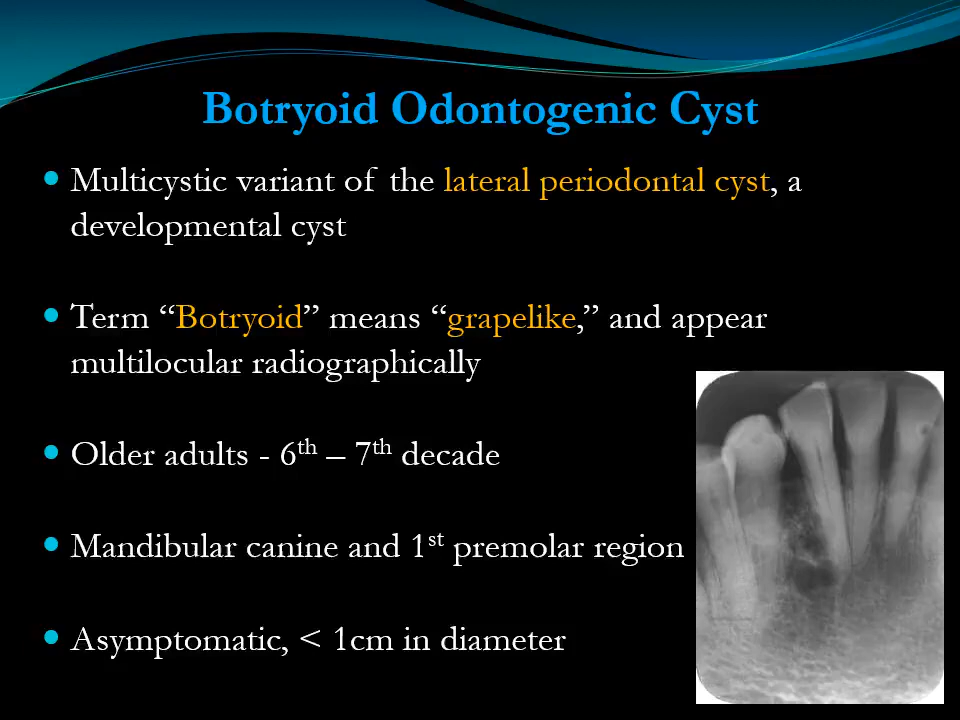 Botryoid Odontogenic Cyst
• Multicystic variant of the lateral periodontal cyst, a
developmental cyst
• Term “Botryoid” means “grapelike,” and appear
multilocular radiographically
• Older adults - 6th – 7th decade
• Mandibular canine and 1st premolar region
• Asymptomatic, < 1cm in diameter